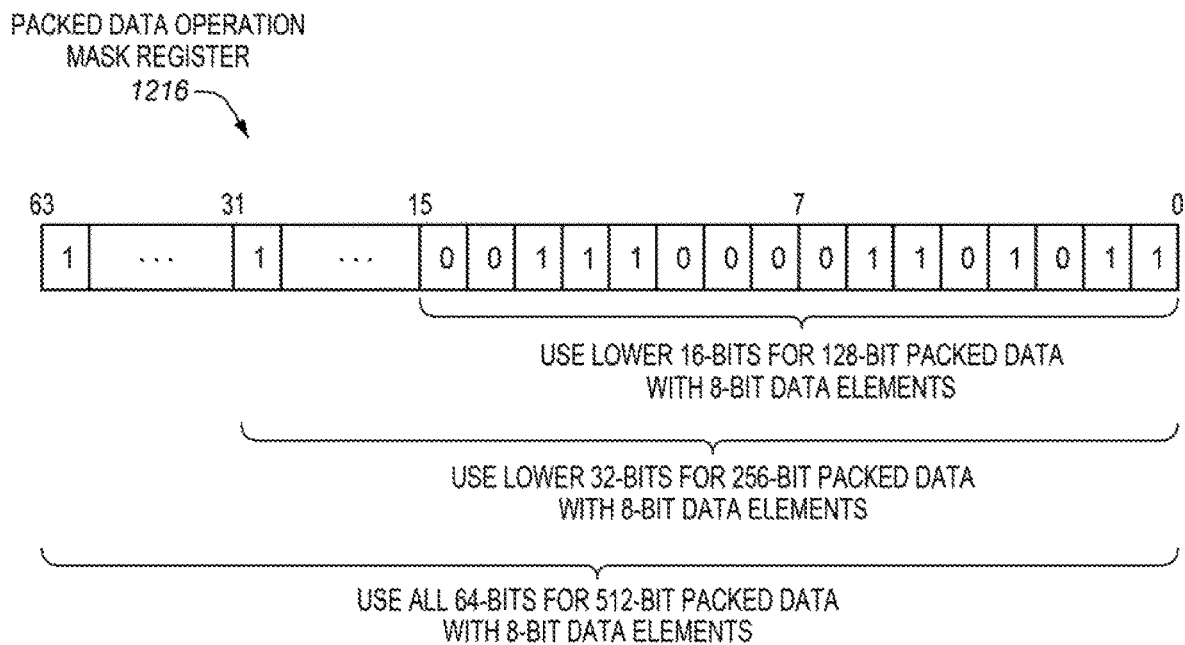 PACKED DATA OPERATION
MASK REGISTER
1216
63 31 15 7 0
1 ... 1 ... 0 0 1 1 1 0 0 0 0 1 1 0 1 0 1 1
USE LOWER 16-BITS FOR 128-BIT PACKED DATA
WITH 8-BIT DATA ELEMENTS
USE LOWER 32-BITS FOR 256-BIT PACKED DATA
WITH 8-BIT DATA ELEMENTS
USE ALL 64-BITS FOR 512-BIT PACKED DATA
WITH 8-BIT DATA ELEMENTS